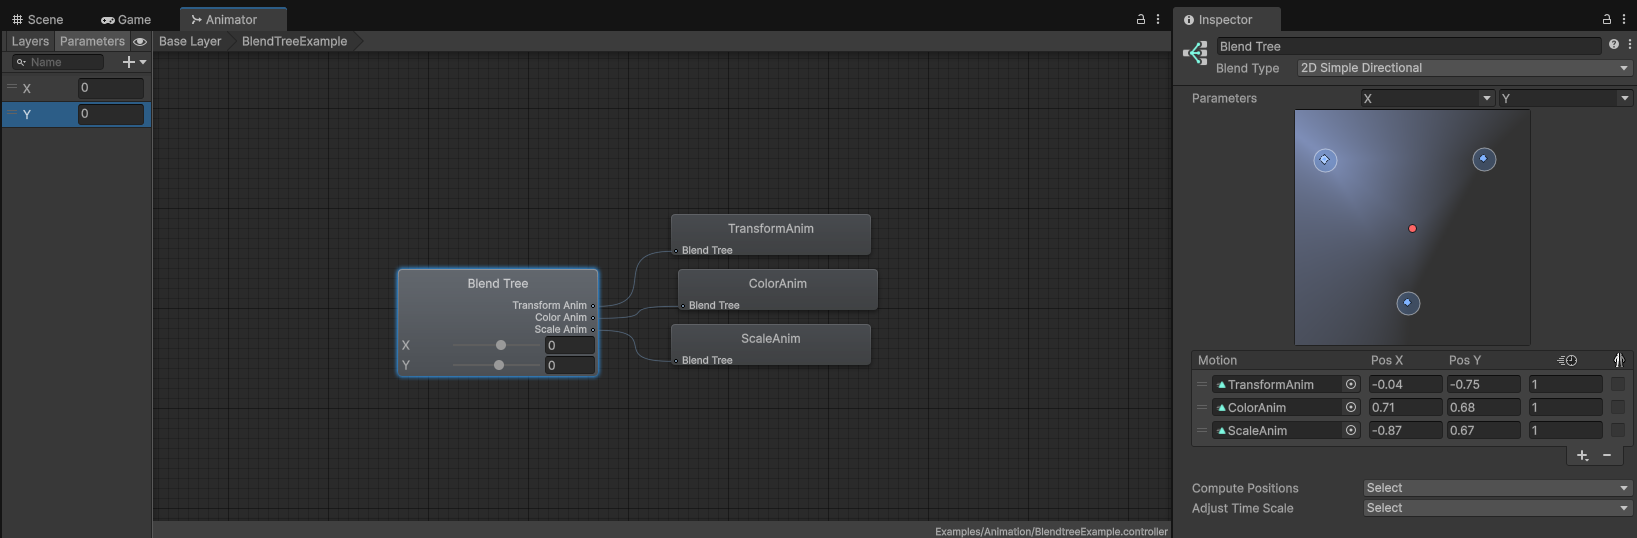 Scene Game Animator
Inspector
Layers Parameters Base Layer BlendTreeExample
Name
X 0
Y 0
TransformAnim
Blend Tree
Blend Tree
Transform Anim
Color Anim
Scale Anim
X 0
Y 0
ColorAnim
Blend Tree
ScaleAnim
Blend Tree
Examples/Animation/BlendtreeExample.controller
Blend Tree
Blend Type 2D Simple Directional
Parameters X Y
Motion Pos X Pos Y
TransformAnim -0.04 -0.75 1
ColorAnim 0.71 0.68 1
ScaleAnim -0.87 0.67 1
Compute Positions Select
Adjust Time Scale Select